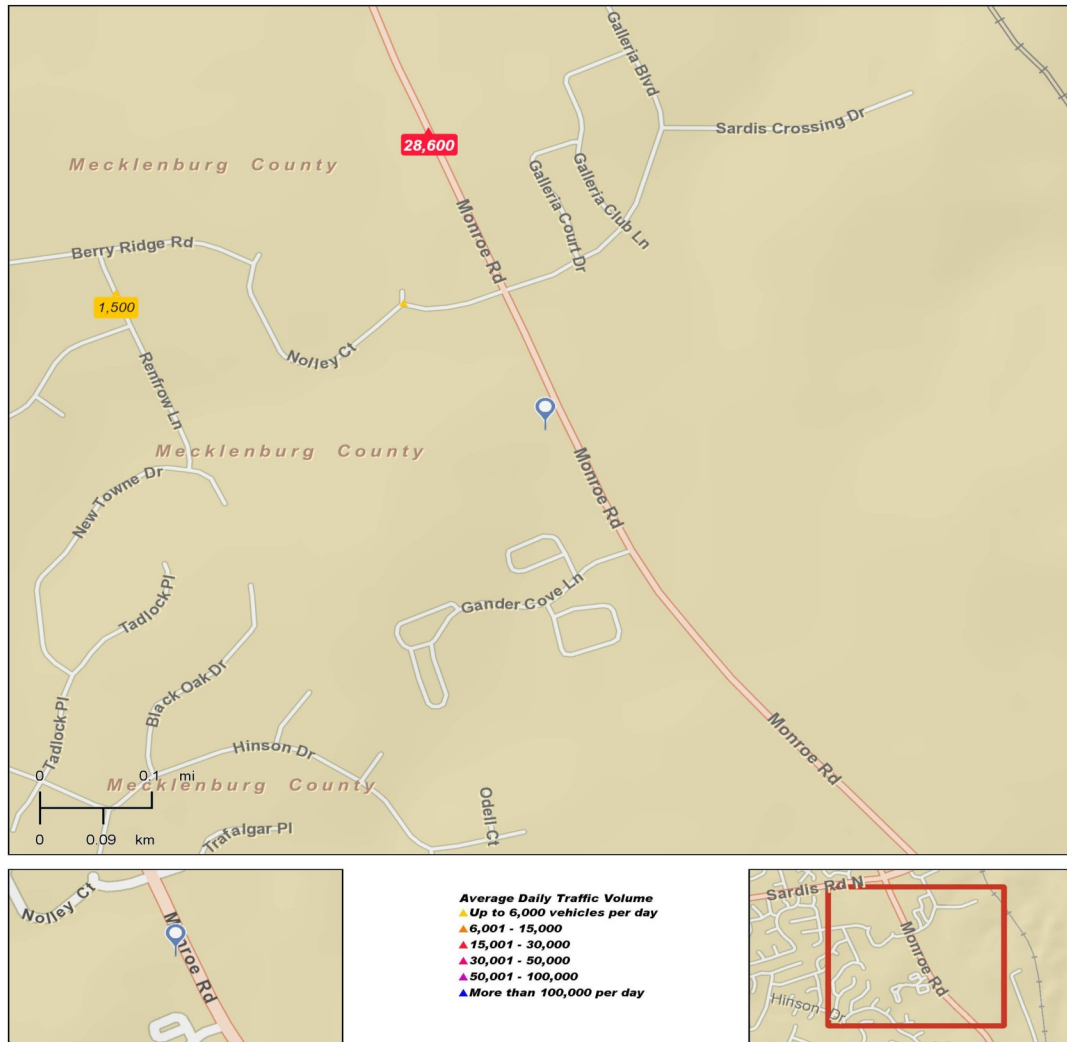 Galleria Blvd
Sardis Crossing Dr
28,600
Mecklenburg County
Galleria Court Dr
Galleria Club Ln
Monroe Rd
Berry Ridge Rd
1,500
Nolley Ct
Renfrow Ln
Mecklenburg County
Monroe Rd
New Towne Dr
Gander Cove Ln
Tadlock Pl
Black Oak Dr
Tadlock Pl
Hinson Dr
Monroe Rd
0 0.1 mi
Mecklenburg County
0 0.09 km
Trafalgar Pl
Odell Ct
Nolley Ct
Monroe Rd
Average Daily Traffic Volume
Up to 6,000 vehicles per day
6,001 - 15,000
15,001 - 30,000
30,001 - 50,000
50,001 - 100,000
More than 100,000 per day
Sardis Rd N
Monroe Rd
Hinson Dr